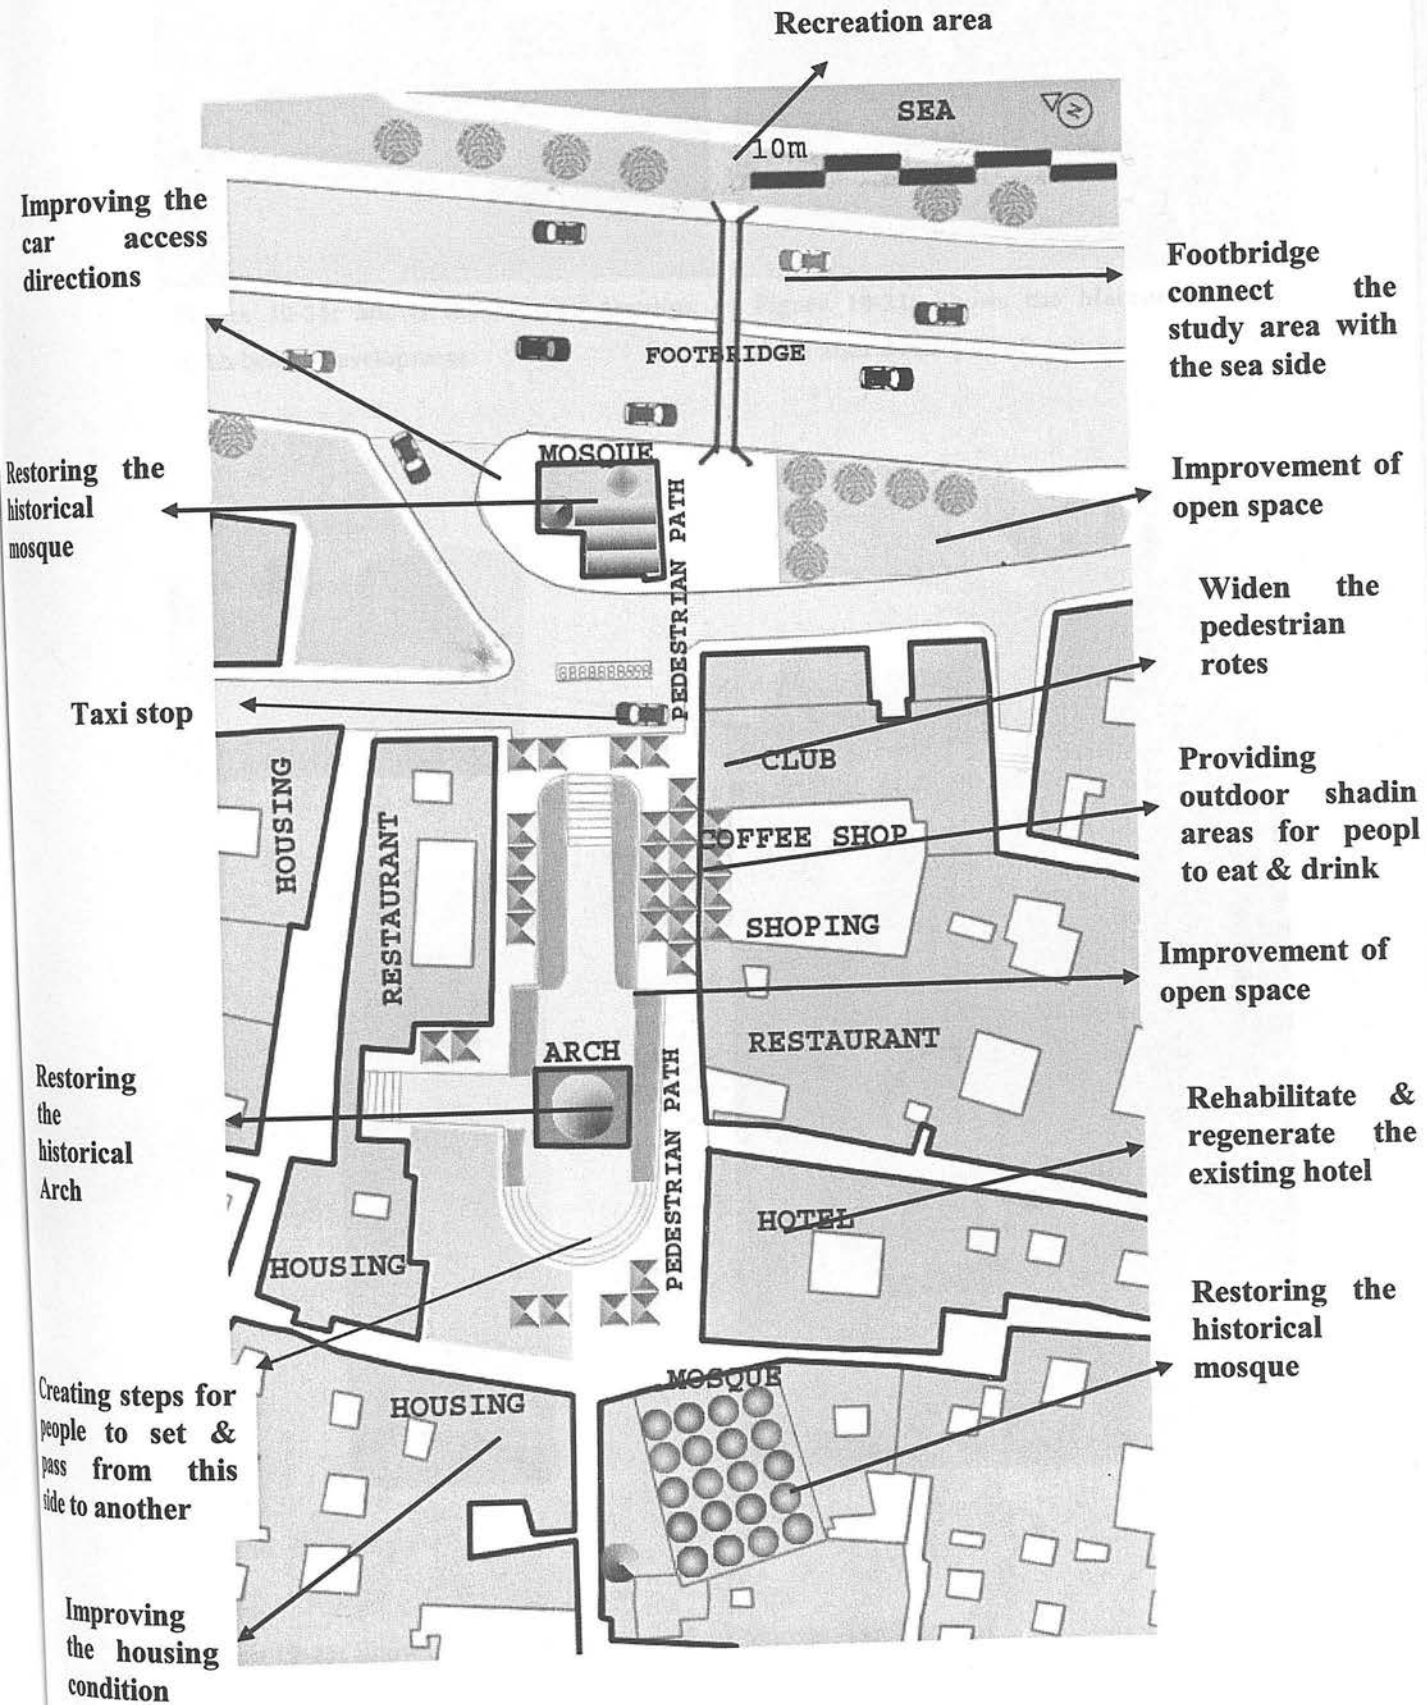 Recreation area
SEA
N
10m
Improving the
car access
directions
Footbridge
connect the
study area with
the sea side
FOOTBRIDGE
MOSQUE
Restoring the
historical
mosque
Improvement of
open space
PEDESTRIAN PATH
Widen the
pedestrian
rotes
Taxi stop
CLUB
HOUSING
RESTAURANT
Providing
outdoor shadin
areas for peopl
to eat & drink
COFFEE SHOP
SHOPING
Improvement of
open space
RESTAURANT
ARCH
Restoring
the
historical
Arch
PEDESTRIAN PATH
Rehabilitate &
regenerate the
existing hotel
HOTEL
HOUSING
Restoring the
historical
mosque
MOSQUE
Creating steps for
people to set &
pass from this
side to another
HOUSING
Improving
the housing
condition